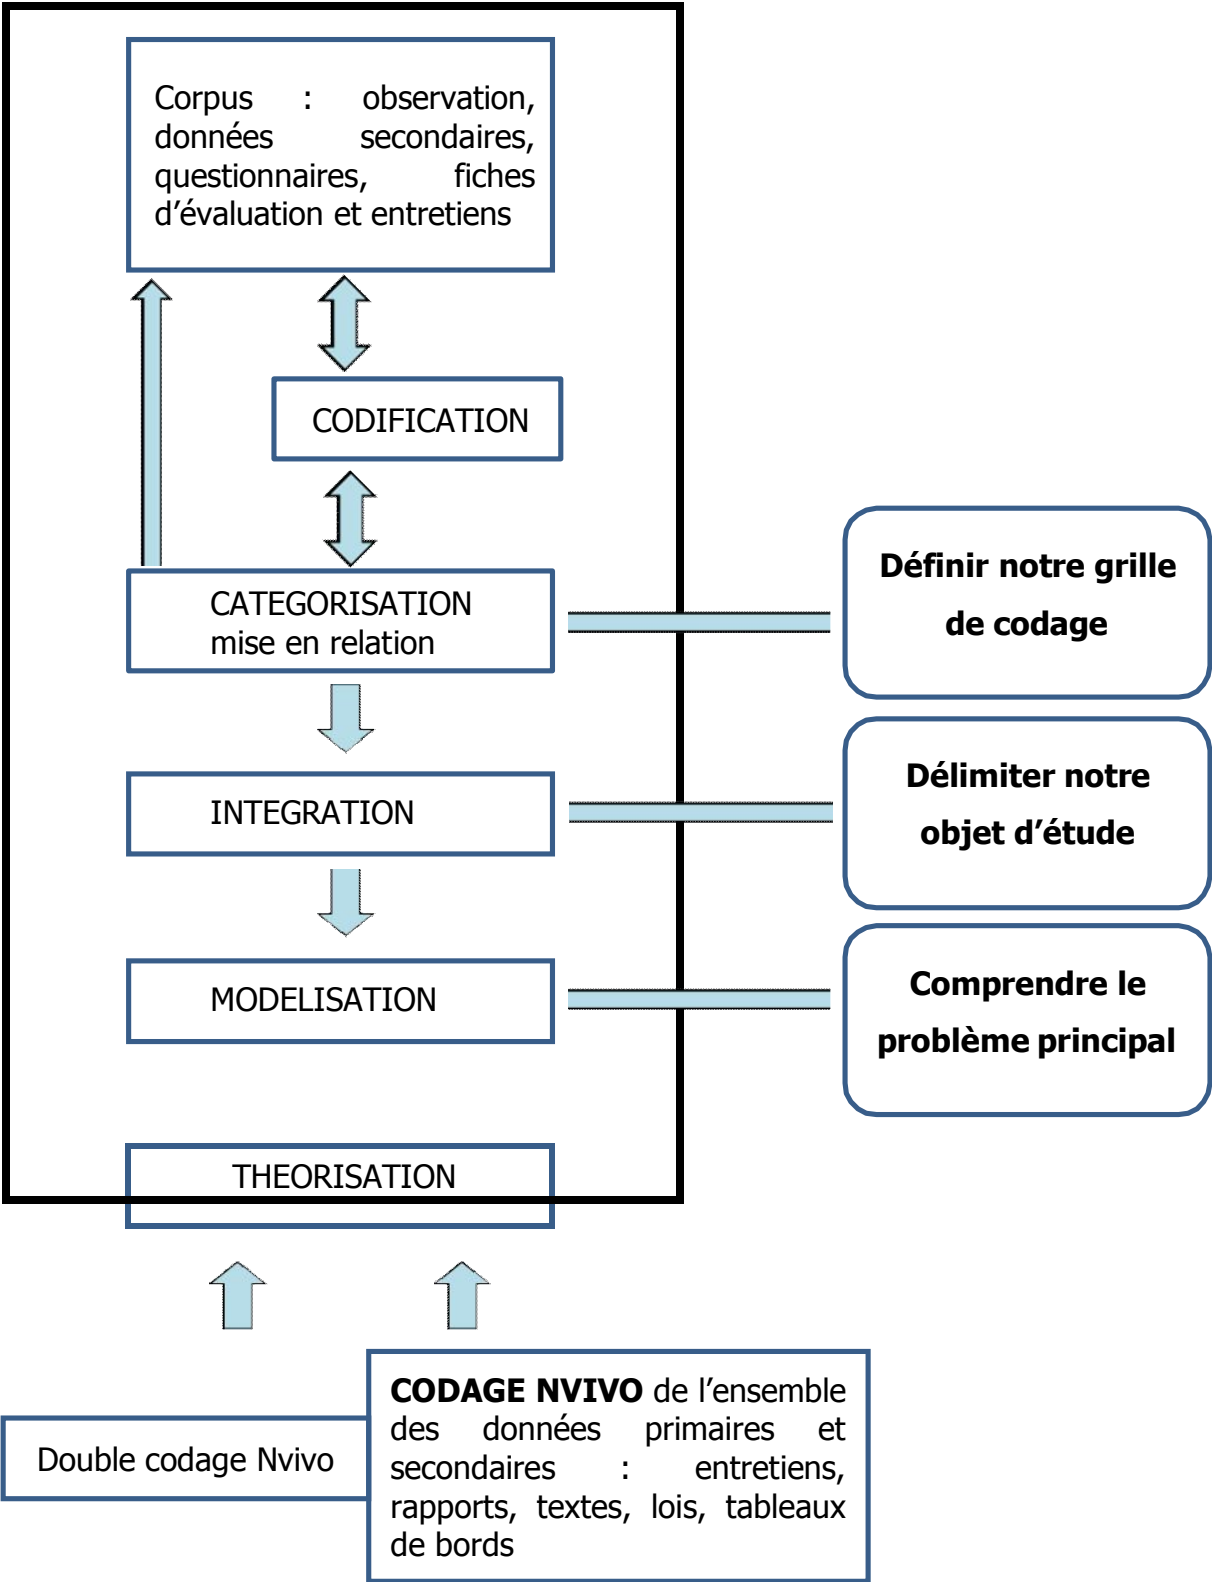 Corpus : observation,
données secondaires,
questionnaires, fiches
d’évaluation et entretiens
CODIFICATION
CATEGORISATION
mise en relation
Définir notre grille
de codage
INTEGRATION
Délimiter notre
objet d’étude
MODELISATION
Comprendre le
problème principal
THEORISATION
Double codage Nvivo
CODAGE NVIVO de l’ensemble
des données primaires et
secondaires : entretiens,
rapports, textes, lois, tableaux
de bords